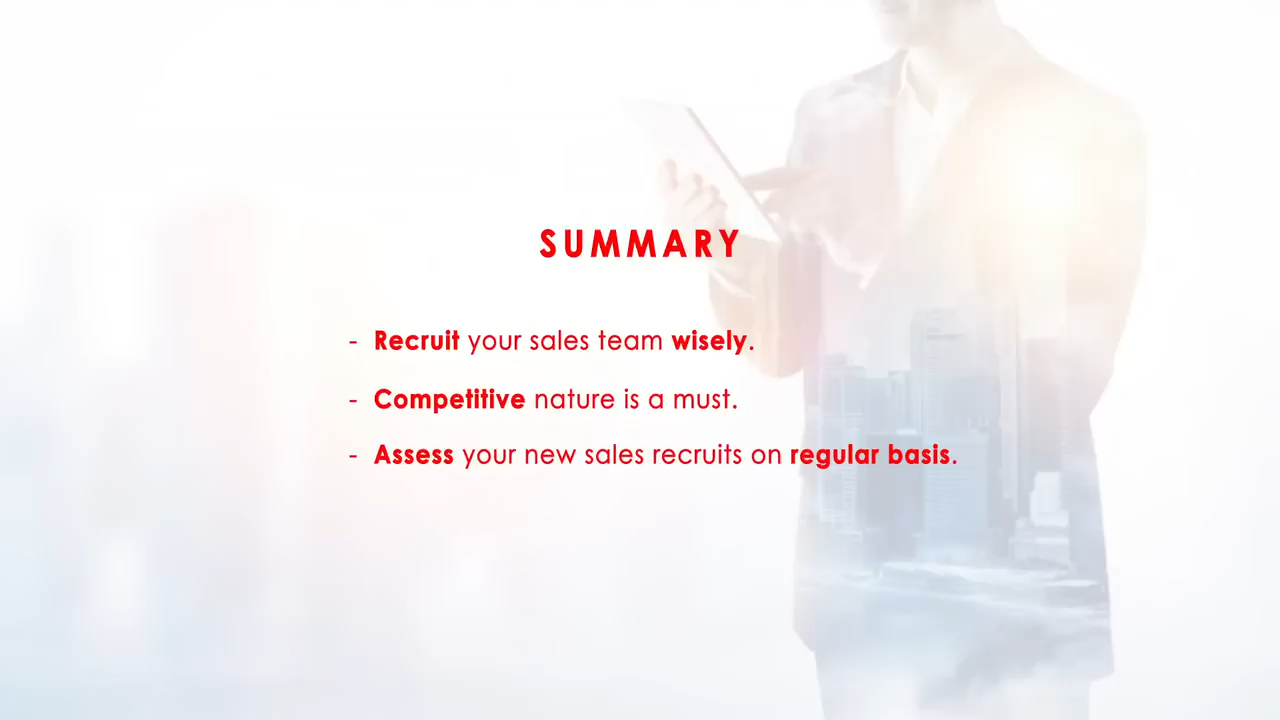 SUMMARY
- Recruit your sales team wisely.
- Competitive nature is a must.
- Assess your new sales recruits on regular basis.